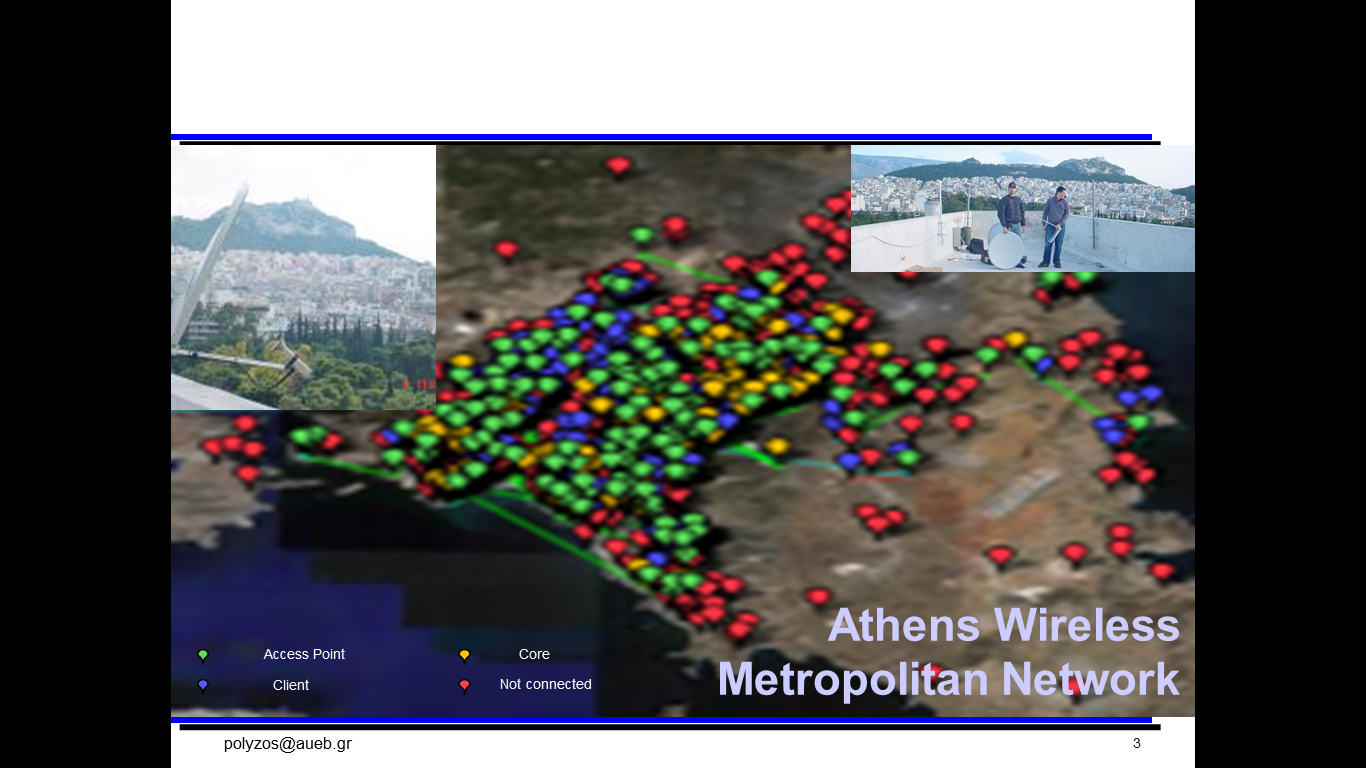 Athens Wireless
Metropolitan Network
Access Point
Core
Client
Not connected
polyzos@aueb.gr
3